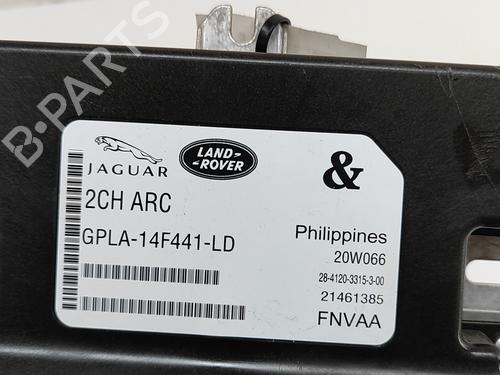 B-PARTS
JAGUAR
LAND-
ROVER
&
2CH ARC
GPLA-14F441-LD
Philippines
20W066
28-4120-3315-3-00
21461385
FNVAA